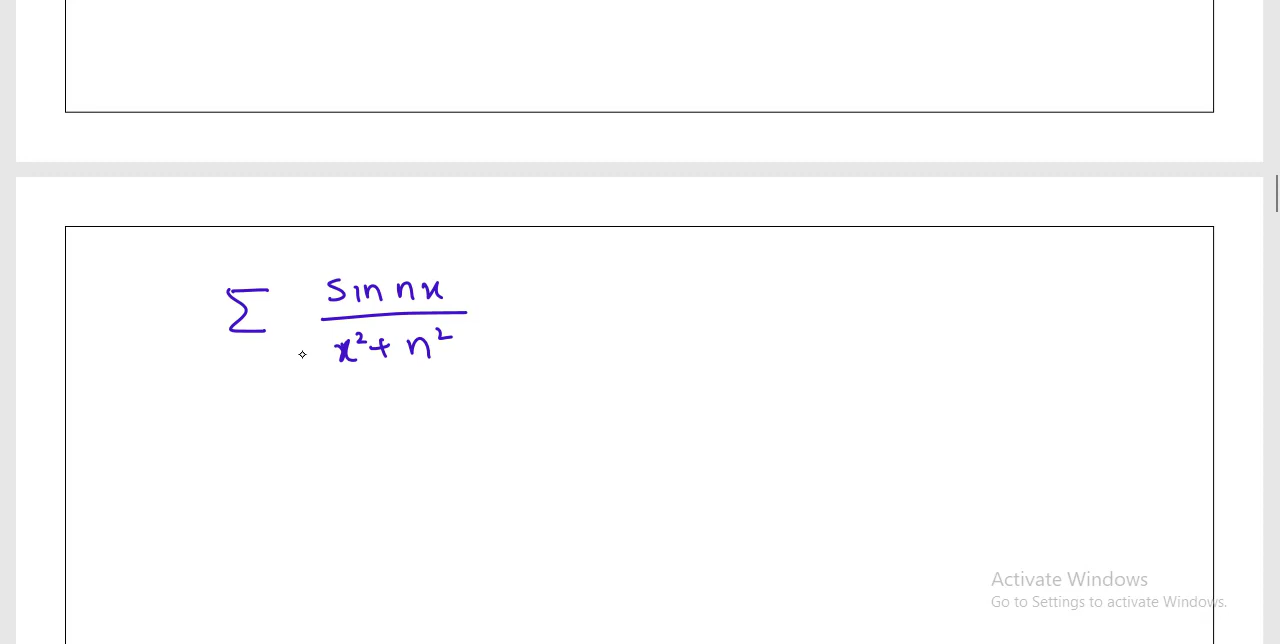 Σ sin nx / x² + n²
Activate Windows
Go to Settings to activate Windows.